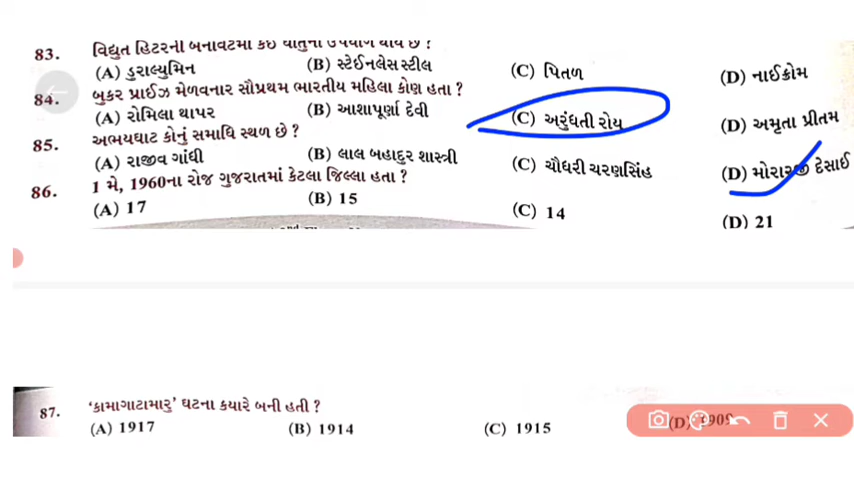 83. વિદ્યુત હિટરની બનાવટમાં કઇ ધાતુનો ઉપયોગ થાય છે ?
(A) ડુરાલ્યુમિન (B) સ્ટેઈનલેસ સ્ટીલ (C) પિતળ (D) નાઈક્રોમ
84. બુકર પ્રાઈઝ મેળવનાર સૌપ્રથમ ભારતીય મહિલા કોણ હતા ?
(A) રોમિલા થાપર (B) આશાપૂર્ણા દેવી (C) અરુંધતી રોય (D) અમૃતા પ્રીતમ
85. અભયઘાટ કોનું સમાધિ સ્થળ છે ?
(A) રાજીવ ગાંધી (B) લાલ બહાદુર શાસ્ત્રી (C) ચૌધરી ચરણસિંહ (D) મોરારજી દેસાઈ
86. 1 મે, 1960ના રોજ ગુજરાતમાં કેટલા જિલ્લા હતા ?
(A) 17 (B) 15 (C) 14 (D) 21
87. ‘કામાગાટામારુ’ ઘટના કયારે બની હતી ?
(A) 1917 (B) 1914 (C) 1915 (D) 1909